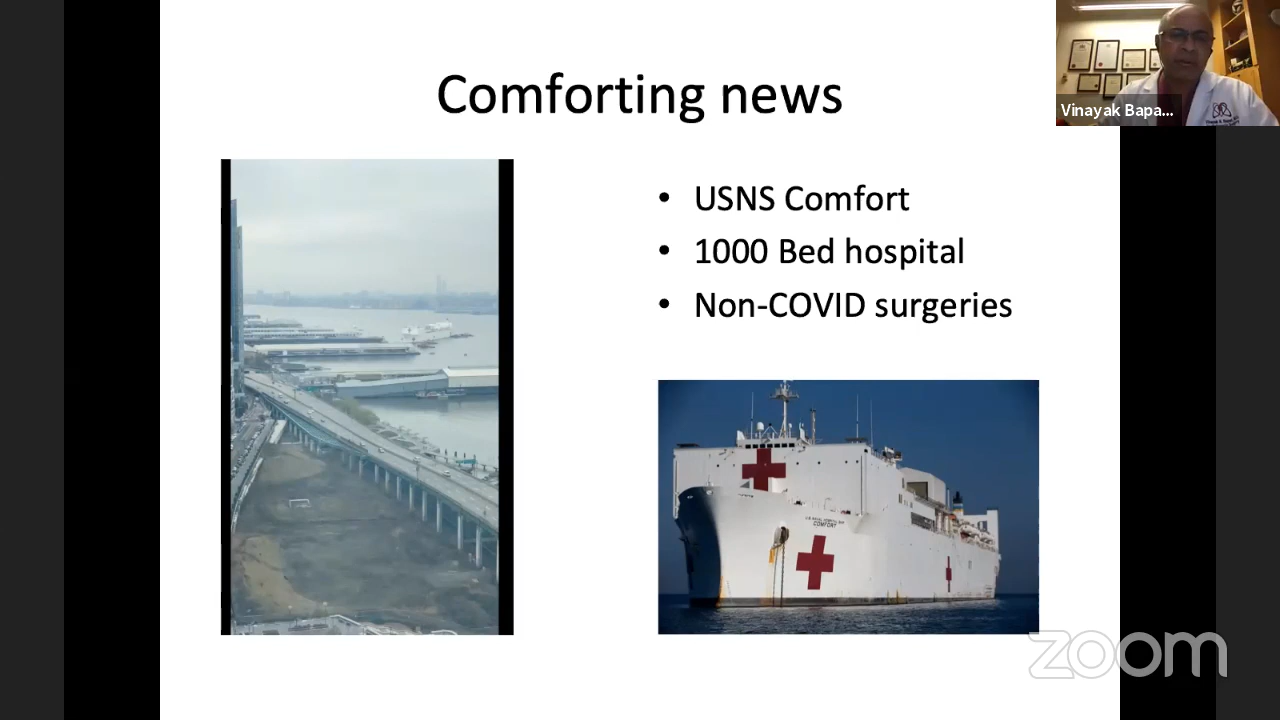 Comforting news
Vinayak Bapa...
• USNS Comfort
• 1000 Bed hospital
• Non-COVID surgeries
COMFORT
zoom